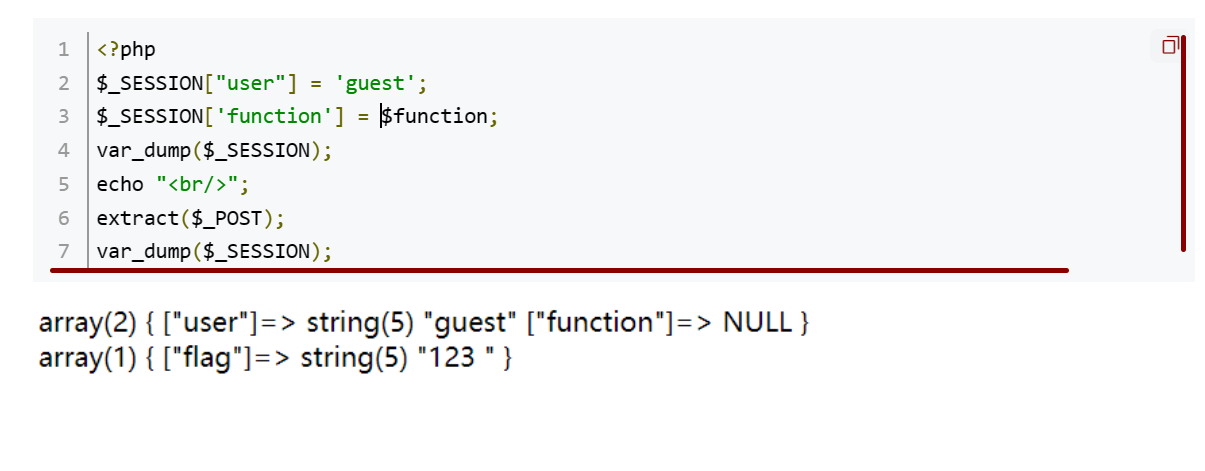 1 <?php
2 $_SESSION["user"] = 'guest';
3 $_SESSION['function'] = $function;
4 var_dump($_SESSION);
5 echo "<br/>";
6 extract($_POST);
7 var_dump($_SESSION);
array(2) { ["user"]=> string(5) "guest" ["function"]=> NULL }
array(1) { ["flag"]=> string(5) "123 " }